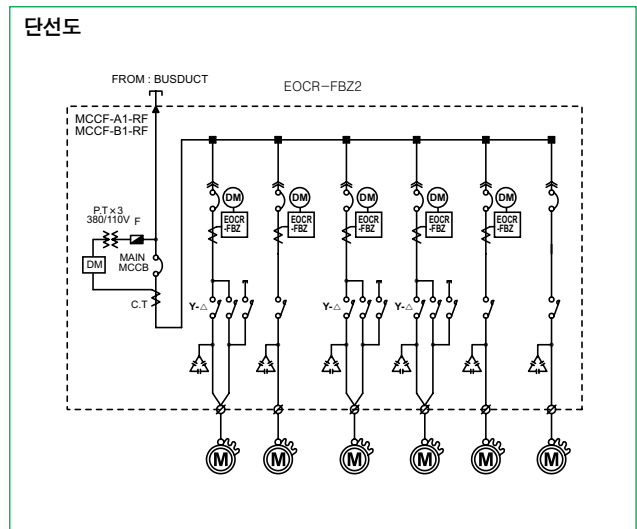 단선도
FROM : BUSDUCT
EOCR-FBZ2
MCCF-A1-RF
MCCF-B1-RF
DM
DM
DM
DM
DM
EOCR
-FBZ
EOCR
-FBZ
EOCR
-FBZ
EOCR
-FBZ
EOCR
-FBZ
P.T×3
380/110V F
DM
MAIN
MCCB
C.T
Y-△
Y-△
Y-△
M
M
M
M
M
M